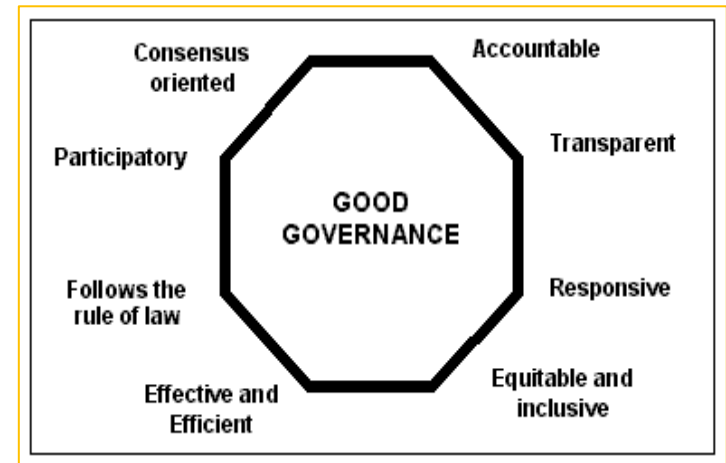 Consensus
oriented
Accountable
Participatory
Transparent
GOOD
GOVERNANCE
Follows the
rule of law
Responsive
Effective and
Efficient
Equitable and
inclusive